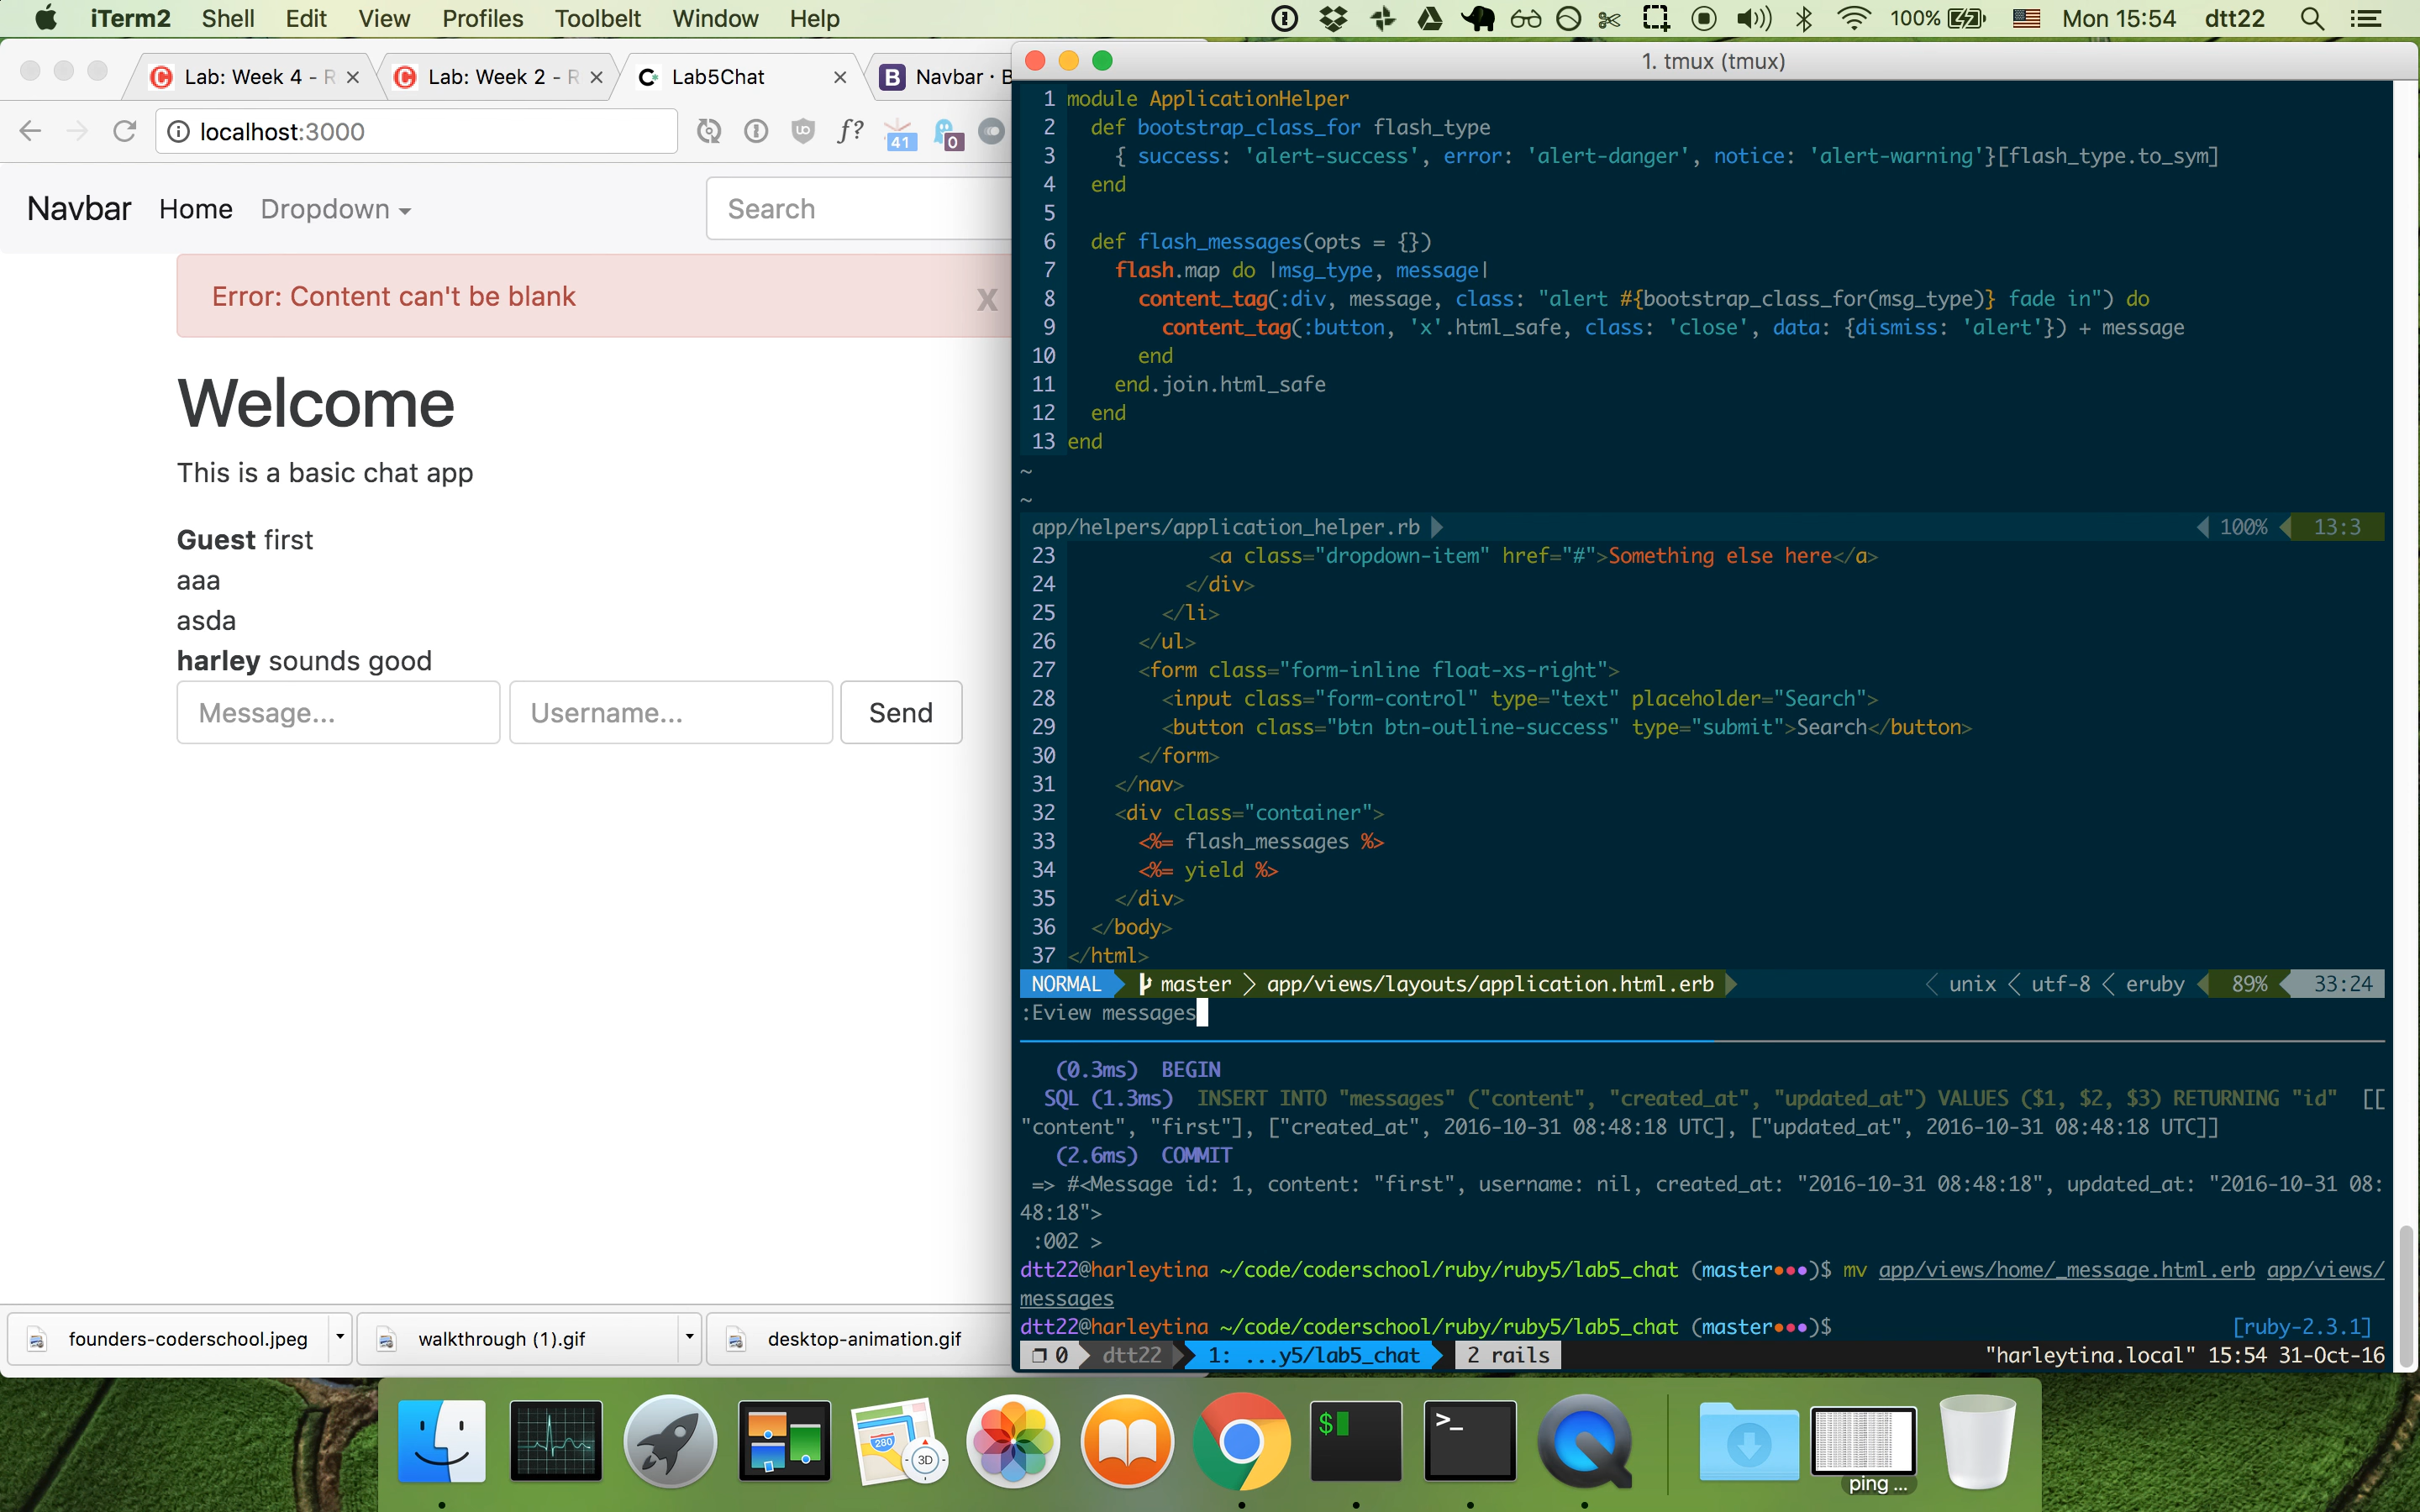 iTerm2 Shell Edit View Profiles Toolbelt Window Help 100% Mon 15:54 dtt22
Lab: Week 4 - R
Lab: Week 2 - R
Lab5Chat
Navbar · B
localhost:3000
f?
41
0
Navbar Home Dropdown Search
Error: Content can't be blank x
Welcome
This is a basic chat app
Guest first
aaa
asda
harley sounds good
Message... Username... Send
founders-coderschool.jpeg
walkthrough (1).gif
desktop-animation.gif
1. tmux (tmux)
1 module ApplicationHelper
2   def bootstrap_class_for flash_type
3     { success: 'alert-success', error: 'alert-danger', notice: 'alert-warning'}[flash_type.to_sym]
4   end
5
6   def flash_messages(opts = {})
7     flash.map do |msg_type, message|
8       content_tag(:div, message, class: "alert #{bootstrap_class_for(msg_type)} fade in") do
9         content_tag(:button, 'x'.html_safe, class: 'close', data: {dismiss: 'alert'}) + message
10       end
11     end.join.html_safe
12   end
13 end
~
~
app/helpers/application_helper.rb 100% 13:3
23             <a class="dropdown-item" href="#">Something else here</a>
24           </div>
25         </li>
26       </ul>
27       <form class="form-inline float-xs-right">
28         <input class="form-control" type="text" placeholder="Search">
29         <button class="btn btn-outline-success" type="submit">Search</button>
30       </form>
31     </nav>
32     <div class="container">
33       <%= flash_messages %>
34       <%= yield %>
35     </div>
36   </body>
37 </html>
NORMAL master app/views/layouts/application.html.erb unix utf-8 eruby 89% 33:24
:Eview messages
(0.3ms) BEGIN
SQL (1.3ms) INSERT INTO "messages" ("content", "created_at", "updated_at") VALUES ($1, $2, $3) RETURNING "id" [[
"content", "first"], ["created_at", 2016-10-31 08:48:18 UTC], ["updated_at", 2016-10-31 08:48:18 UTC]]
(2.6ms) COMMIT
=> #<Message id: 1, content: "first", username: nil, created_at: "2016-10-31 08:48:18", updated_at: "2016-10-31 08:
48:18">
:002 >
dtt22@harleytina ~/code/coderschool/ruby/ruby5/lab5_chat (master●●●)$ mv app/views/home/_message.html.erb app/views/
messages
dtt22@harleytina ~/code/coderschool/ruby/ruby5/lab5_chat (master●●●)$ [ruby-2.3.1]
0 dtt22 1: ...y5/lab5_chat 2 rails "harleytina.local" 15:54 31-Oct-16
280
3D
$
>_
ping ...